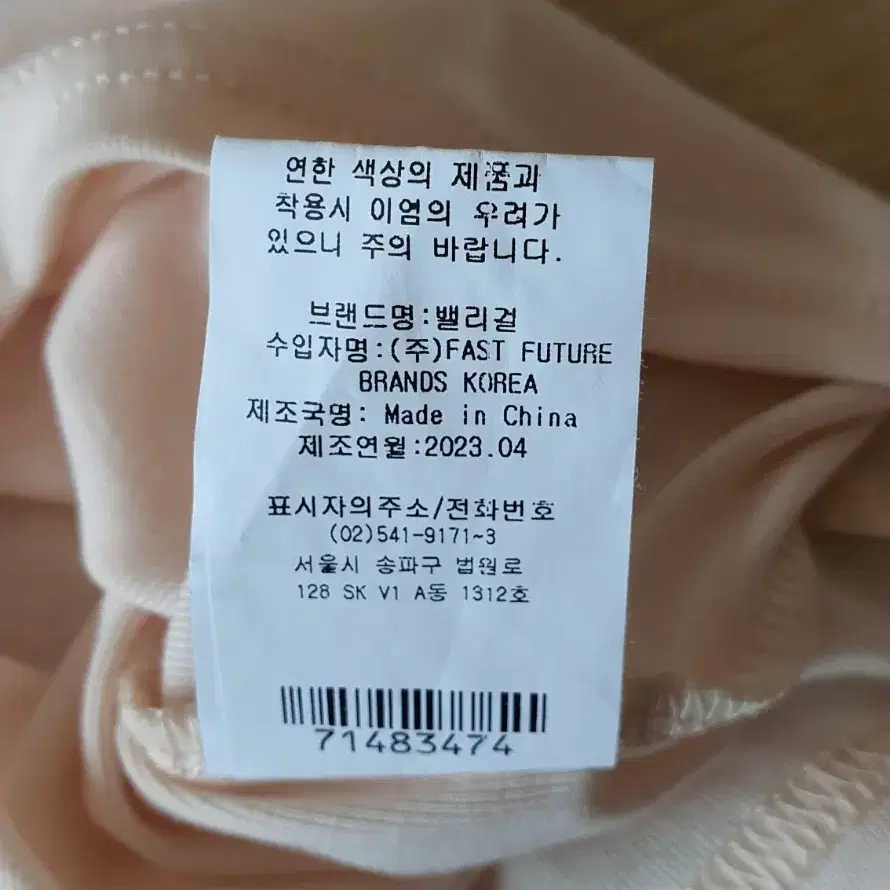 연한 색상의 제품과
착용시 이염의 우려가
있으니 주의 바랍니다.
브랜드명:밸리걸
수입자명:(주)FAST FUTURE
BRANDS KOREA
제조국명: Made in China
제조연월:2023.04
표시자의주소/전화번호
(02)541-9171~3
서울시 송파구 법원로
128 SK V1 A동 1312호
71483474